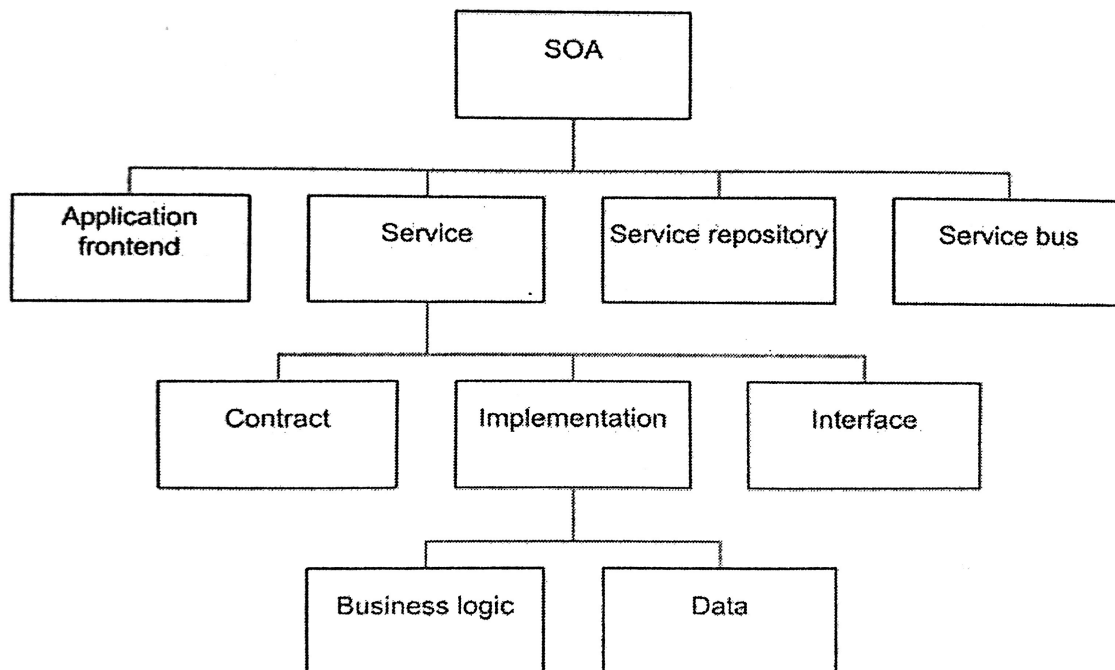 SOA
Application
frontend
Service
Service repository
Service bus
Contract
Implementation
Interface
Business logic
Data